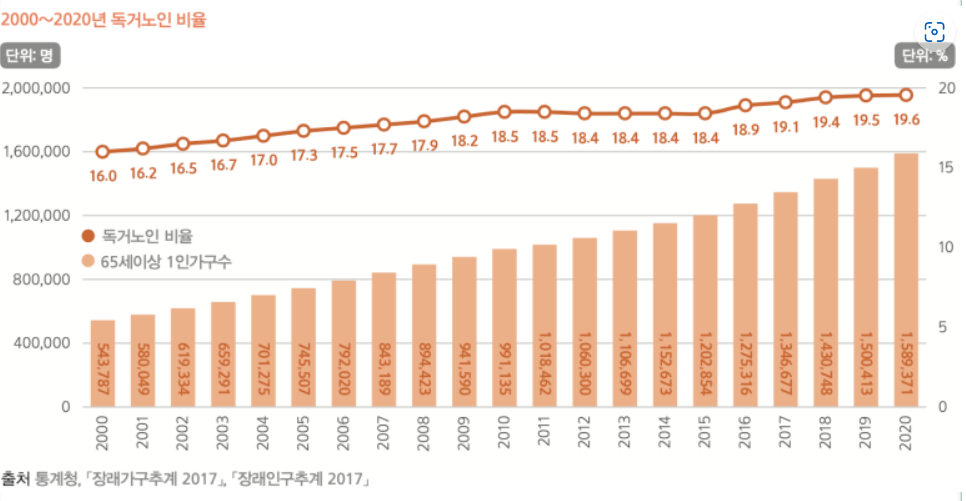 2000~2020년 독거노인 비율
단위: 명
단위: %
2,000,000
1,600,000
1,200,000
800,000
400,000
0
20
15
10
5
0
16.0 16.2 16.5 16.7 17.0 17.3 17.5 17.7 17.9 18.2 18.5 18.5 18.4 18.4 18.4 18.4 18.9 19.1 19.4 19.5 19.6
독거노인 비율
65세이상 1인가구수
543.787 580.049 619,334 659.291 701.275 745,507 792.020 843,189 894,423 941,590 991,135 1,018.462 1,060,300 1,106,699 1,152,673 1,202,854 1,275,316 1,346,677 1,430,748 1,500,413 1,589,371
2000 2001 2002 2003 2004 2005 2006 2007 2008 2009 2010 2011 2012 2013 2014 2015 2016 2017 2018 2019 2020
출처 통계청, 「장래가구추계 2017」, 「장래인구추계 2017」